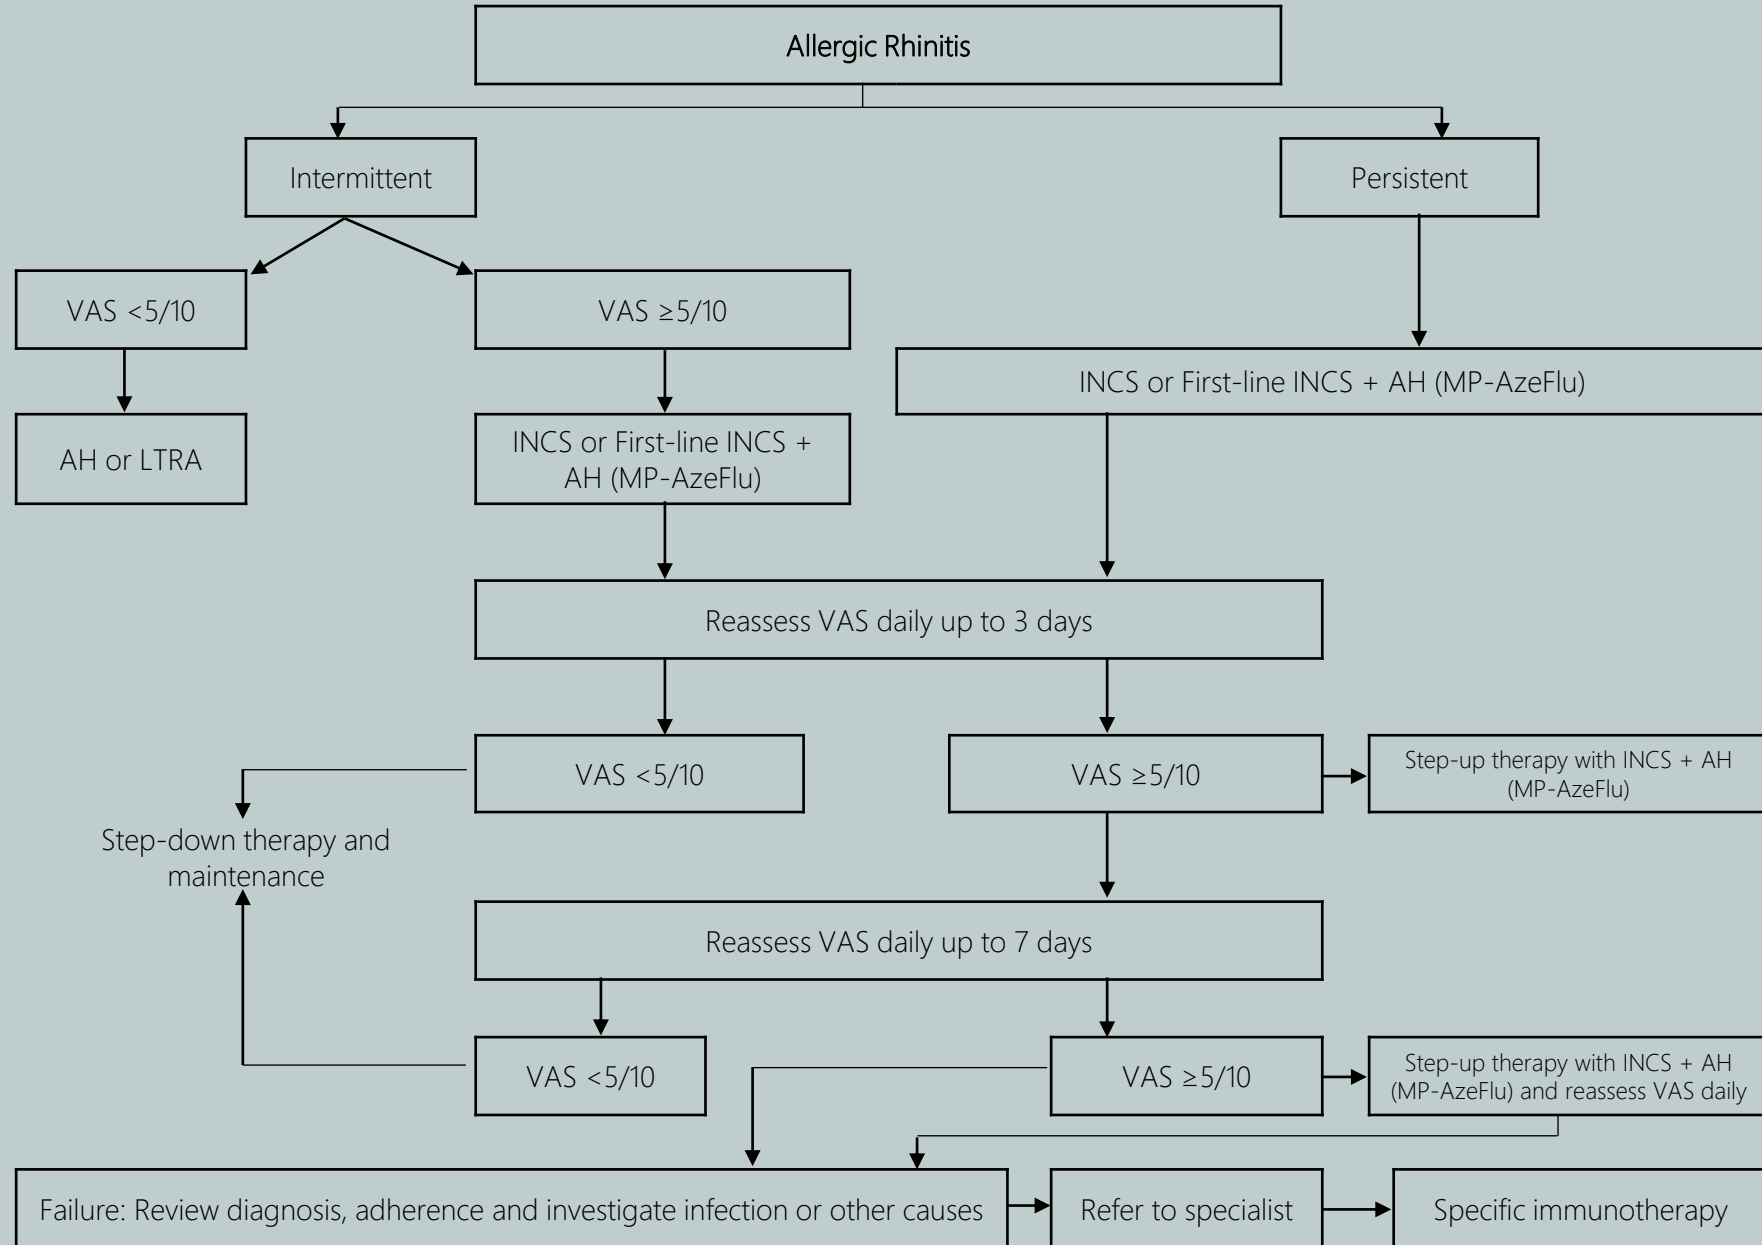 Allergic Rhinitis
Intermittent
Persistent
VAS <5/10
VAS ≥5/10
INCS or First-line INCS + AH (MP-AzeFlu)
AH or LTRA
INCS or First-line INCS +
AH (MP-AzeFlu)
Reassess VAS daily up to 3 days
VAS <5/10
VAS ≥5/10
Step-up therapy with INCS + AH
(MP-AzeFlu)
Step-down therapy and
maintenance
Reassess VAS daily up to 7 days
VAS <5/10
VAS ≥5/10
Step-up therapy with INCS + AH
(MP-AzeFlu) and reassess VAS daily
Failure: Review diagnosis, adherence and investigate infection or other causes
Refer to specialist
Specific immunotherapy